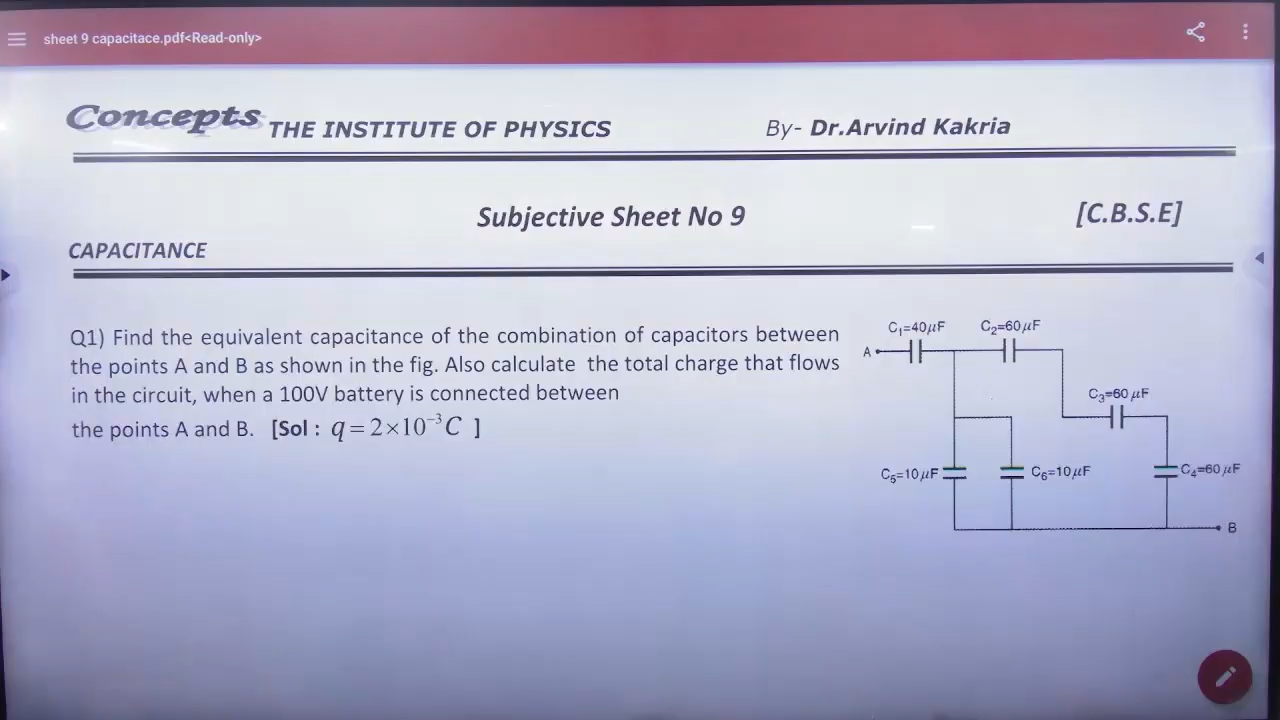 sheet 9 capacitace.pdf<Read-only>
Concepts THE INSTITUTE OF PHYSICS By- Dr.Arvind Kakria
Subjective Sheet No 9 [C.B.S.E]
CAPACITANCE
Q1) Find the equivalent capacitance of the combination of capacitors between
the points A and B as shown in the fig. Also calculate the total charge that flows
in the circuit, when a 100V battery is connected between
the points A and B. [Sol : q = 2×10⁻³ C ]
C₁=40μF C₂=60μF
A
C₃=60μF
C₅=10μF C₆=10μF C₄=60μF
B